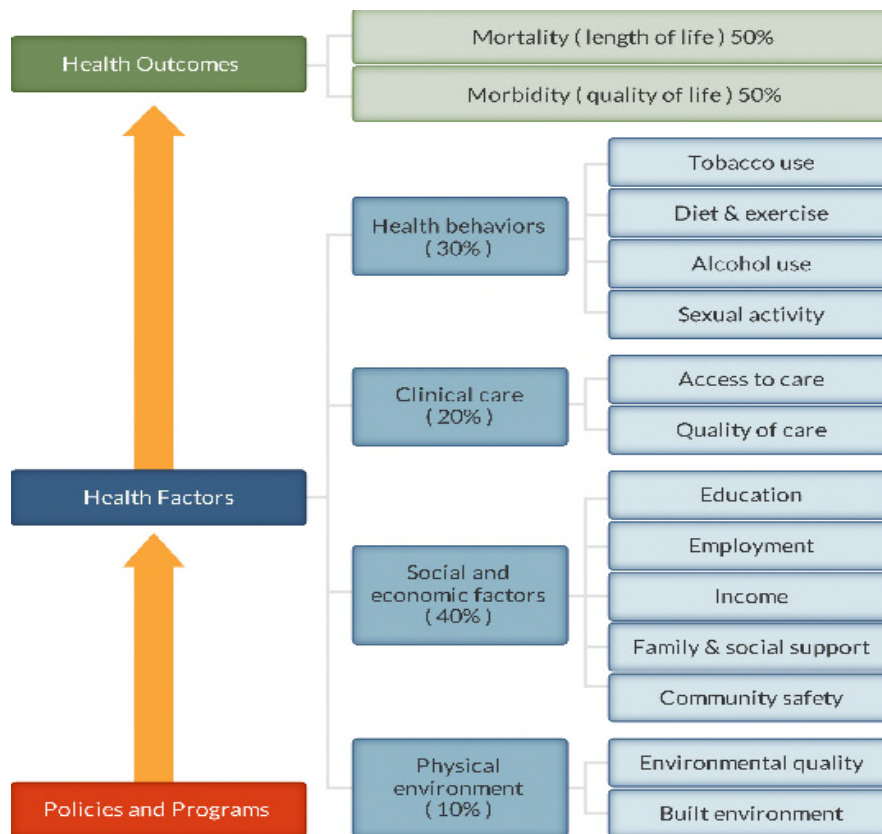 Health Outcomes
Mortality ( length of life ) 50%
Morbidity ( quality of life ) 50%
Health behaviors
( 30% )
Tobacco use
Diet & exercise
Alcohol use
Sexual activity
Clinical care
( 20% )
Access to care
Quality of care
Health Factors
Social and
economic factors
( 40% )
Education
Employment
Income
Family & social support
Community safety
Policies and Programs
Physical
environment
( 10% )
Environmental quality
Built environment